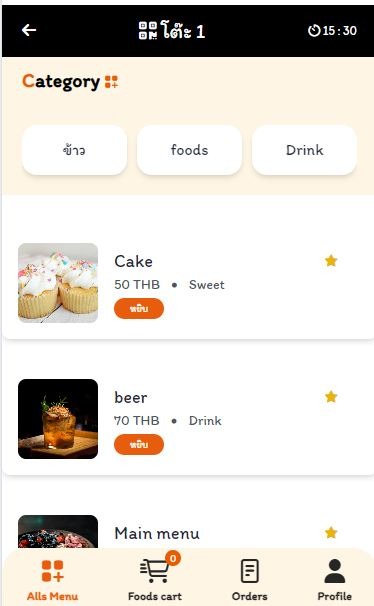 โต๊ะ 1
15:30
Category
ข้าว
foods
Drink
Cake
50 THB • Sweet
หยิบ
beer
70 THB • Drink
หยิบ
Main menu
0
Alls Menu
Foods cart
Orders
Profile